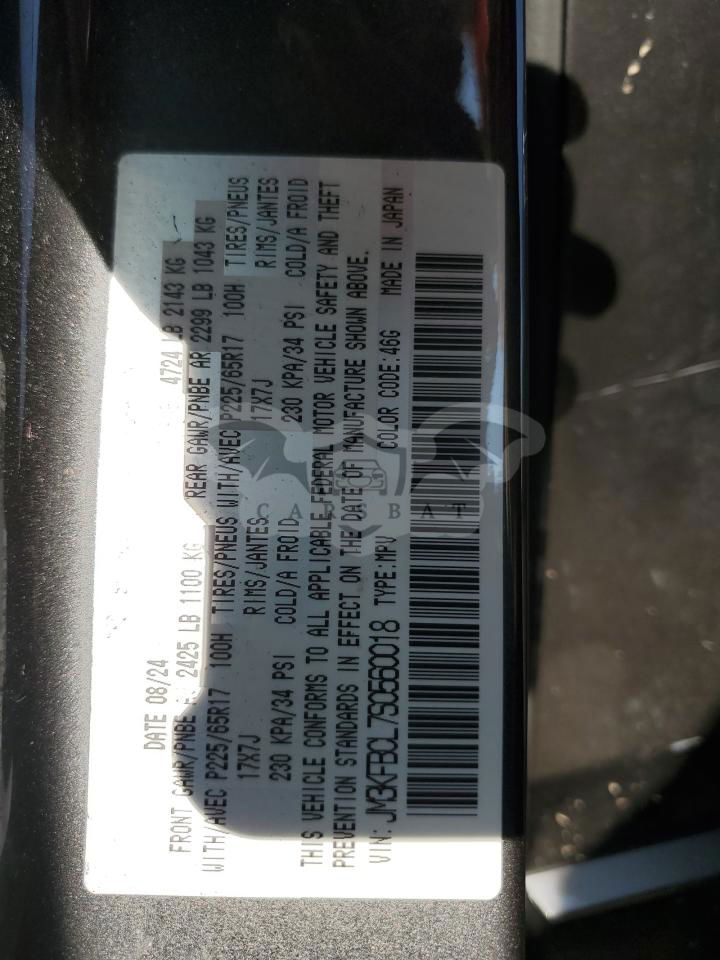 DATE 08/24 4724 LB 2143 KG
FRONT GAWR/PNBE 2425 LB 1100 KG REAR GAWR/PNBE AR 2299 LB 1043 KG
WITH/AVEC P225/65R17 100H TIRES/PNEUS WITH/AVEC P225/65R17 100H TIRES/PNEUS
17X7J RIMS/JANTES 17X7J RIMS/JANTES
230 KPA/34 PSI COLD/A FROID 230 KPA/34 PSI COLD/A FROID
THIS VEHICLE CONFORMS TO ALL APPLICABLE FEDERAL MOTOR VEHICLE SAFETY AND THEFT
PREVENTION STANDARDS IN EFFECT ON THE DATE OF MANUFACTURE SHOWN ABOVE.
VIN: JM3KFBCL7S0560018 TYPE:MPV COLOR CODE:46G MADE IN JAPAN
CARSBAT